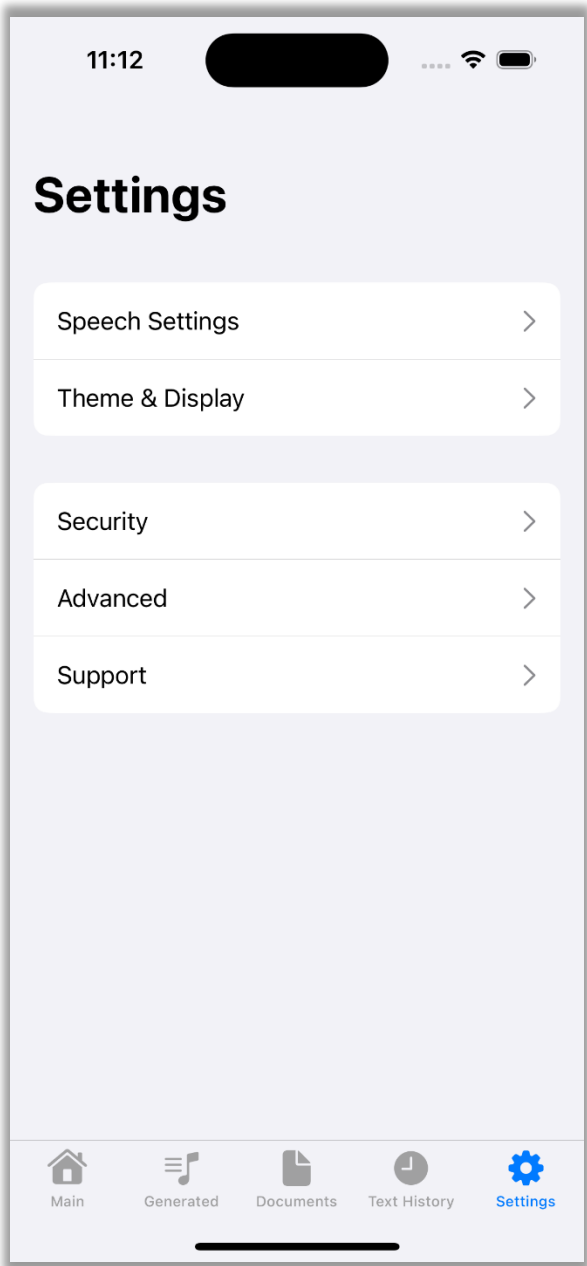 11:12
Settings
Speech Settings
Theme & Display
Security
Advanced
Support
Main
Generated
Documents
Text History
Settings